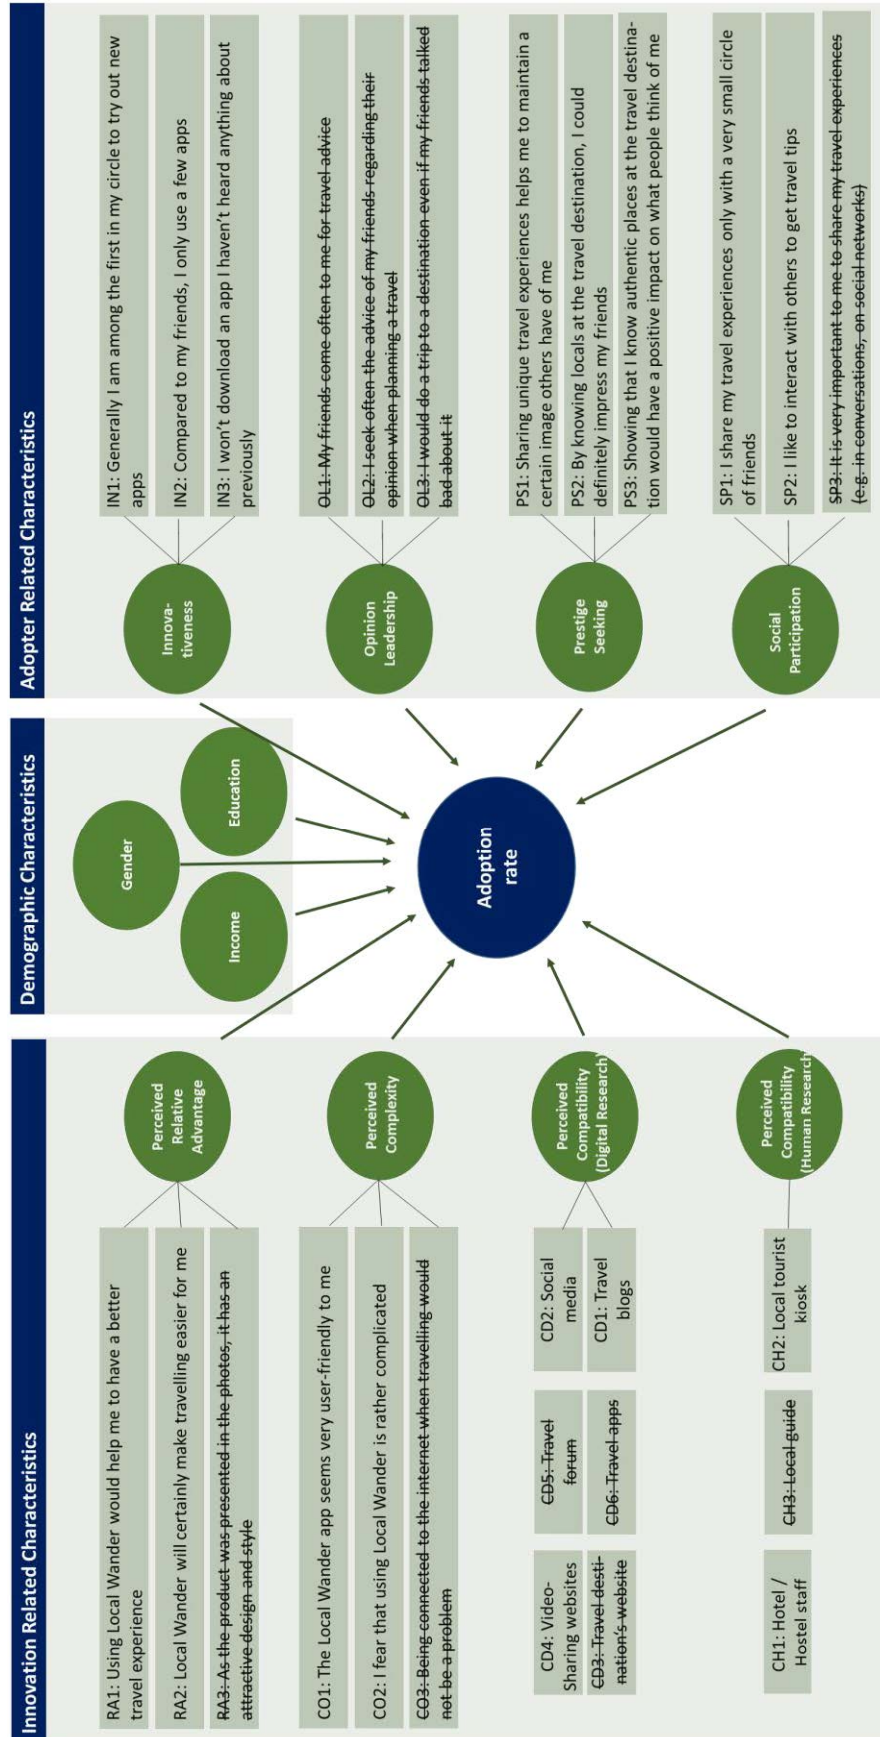 Innovation Related Characteristics
RA1: Using Local Wander would help me to have a better
travel experience
RA2: Local Wander will certainly make travelling easier for me
RA3: As the product was presented in the photos, it has an
attractive design and style
Perceived
Relative
Advantage
CO1: The Local Wander app seems very user-friendly to me
CO2: I fear that using Local Wander is rather complicated
CO3: Being connected to the internet when travelling would
not be a problem
Perceived
Complexity
CD4: Video-
Sharing websites
CD5: Travel
forum
CD2: Social
media
CD3: Travel desti-
nation's website
CD6: Travel apps
CD1: Travel
blogs
Perceived
Compatibility
(Digital Research)
CH1: Hotel /
Hostel staff
CH3: Local guide
CH2: Local tourist
kiosk
Perceived
Compatibility
(Human Research)
Demographic Characteristics
Gender
Income
Education
Adoption
rate
Adopter Related Characteristics
Innova-
tiveness
IN1: Generally I am among the first in my circle to try out new
apps
IN2: Compared to my friends, I only use a few apps
IN3: I won't download an app I haven't heard anything about
previously
Opinion
Leadership
OL1: My friends come often to me for travel advice
OL2: I seek often the advice of my friends regarding their
opinion when planning a travel
OL3: I would do a trip to a destination even if my friends talked
bad about it
Prestige
Seeking
PS1: Sharing unique travel experiences helps me to maintain a
certain image others have of me
PS2: By knowing locals at the travel destination, I could
definitely impress my friends
PS3: Showing that I know authentic places at the travel destina-
tion would have a positive impact on what people think of me
Social
Participation
SP1: I share my travel experiences only with a very small circle
of friends
SP2: I like to interact with others to get travel tips
SP3: It is very important to me to share my travel experiences
(e.g. in conversations, on social networks)